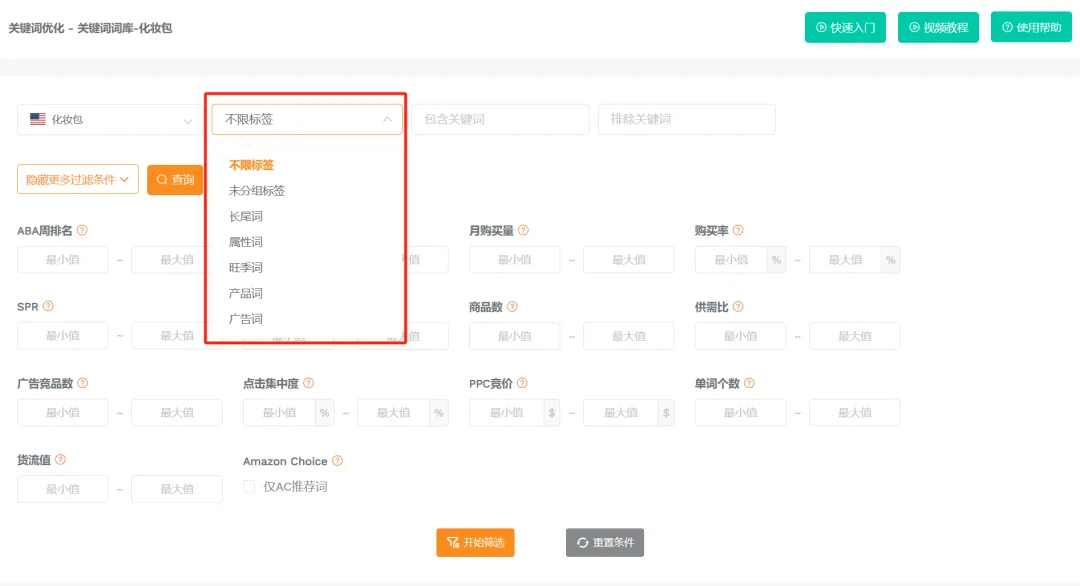 关键词优化 - 关键词词库-化妆包
快速入门
视频教程
使用帮助
化妆包
不限标签
包含关键词
排除关键词
隐藏更多过滤条件
查询
不限标签
未分组标签
长尾词
属性词
旺季词
产品词
广告词
ABA周排名
最小值 ~ 最大值
值
月购买量
最小值 ~ 最大值
购买率
最小值 % ~ 最大值 %
SPR
最小值 ~ 最大值
商品数
最小值 ~ 最大值
供需比
最小值 ~ 最大值
广告竞品数
最小值 ~ 最大值
点击集中度
最小值 % ~ 最大值 %
PPC竞价
最小值 $ ~ 最大值 $
单词个数
最小值 ~ 最大值
货流值
最小值 ~ 最大值
Amazon Choice
仅AC推荐词
开始筛选
重置条件